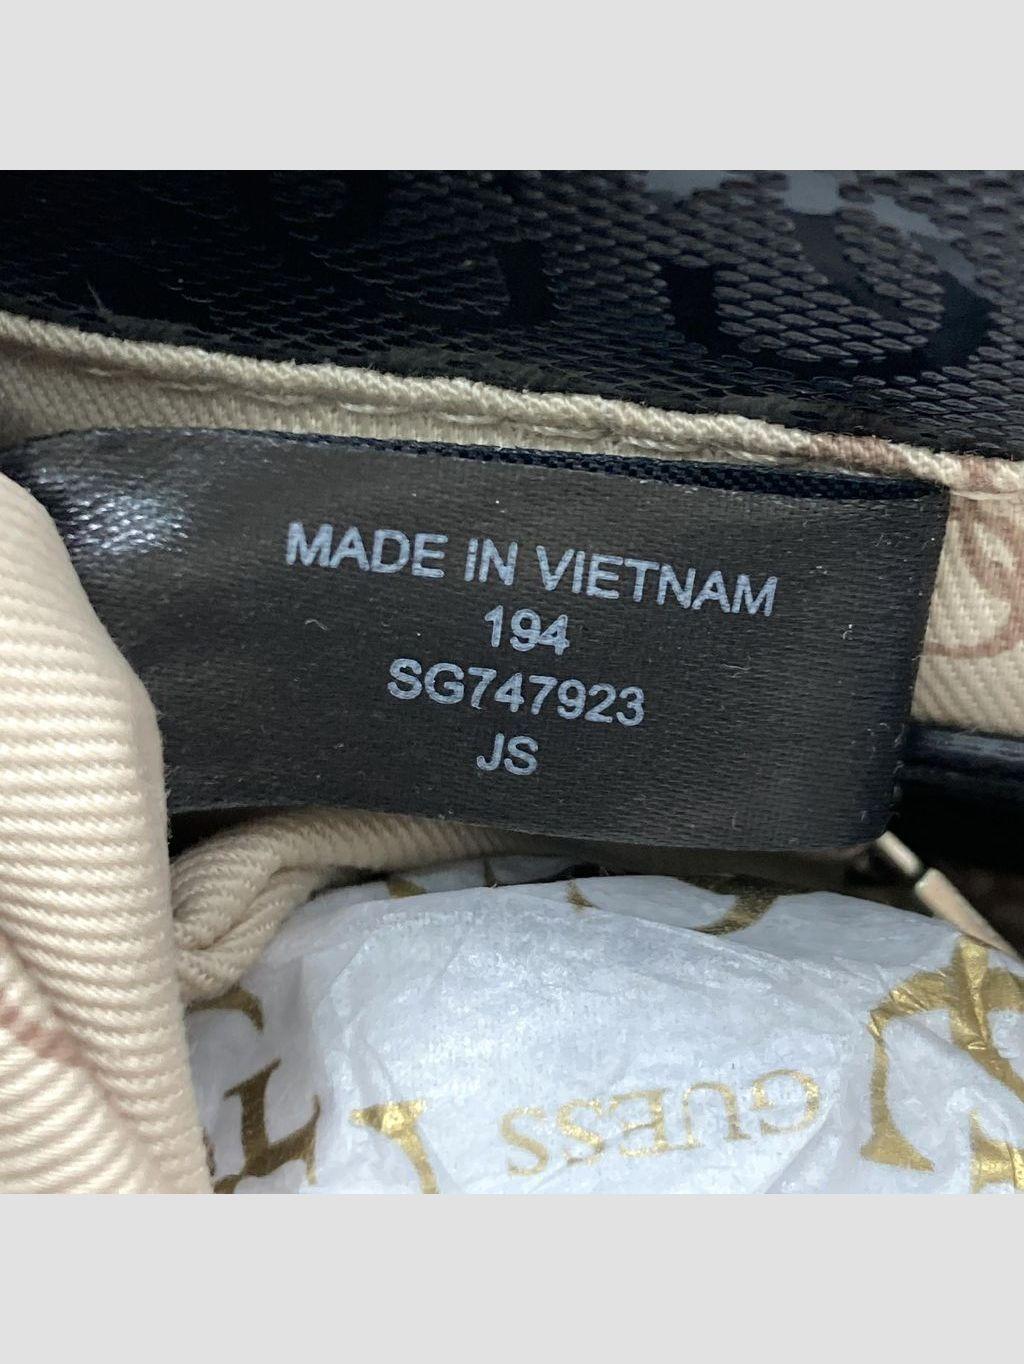 MADE IN VIETNAM
194
SG747923
JS
GUESS